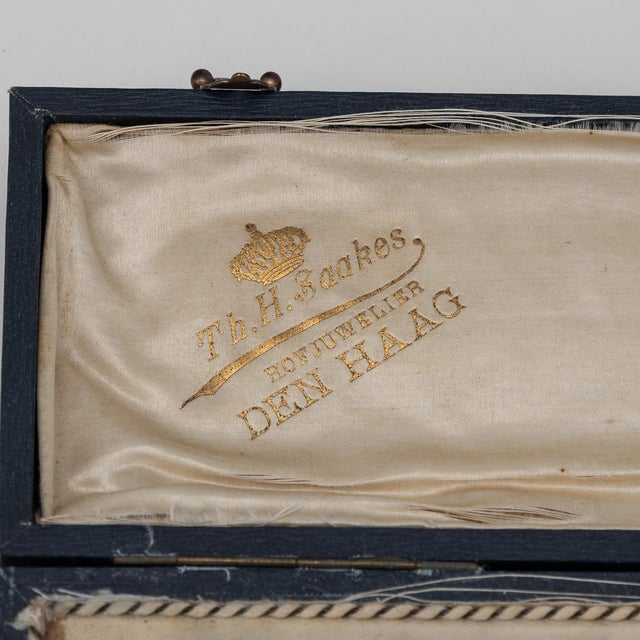 Th. H. Saakes
HOFJUWELIER
DEN HAAG